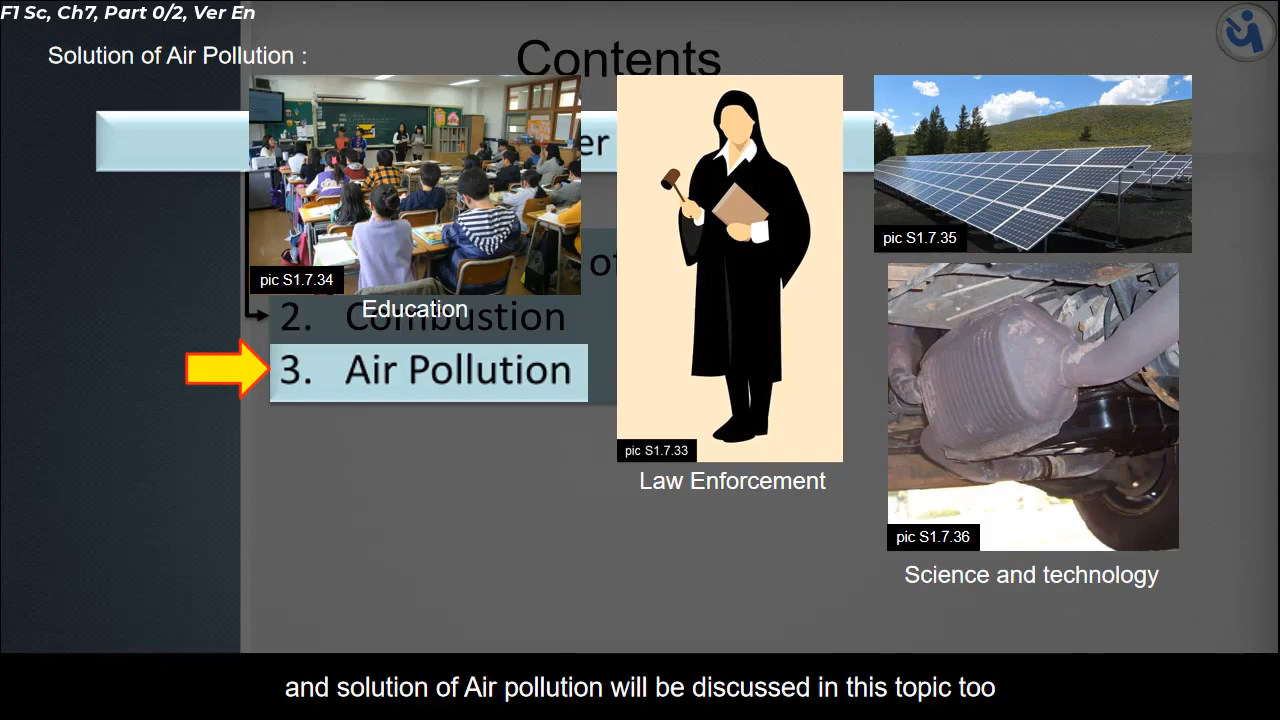 F1 Sc, Ch7, Part 0/2, Ver En
Solution of Air Pollution :
Contents
er
of
pic S1.7.34
Education
2. Combustion
3. Air Pollution
pic S1.7.33
Law Enforcement
pic S1.7.35
pic S1.7.36
Science and technology
and solution of Air pollution will be discussed in this topic too